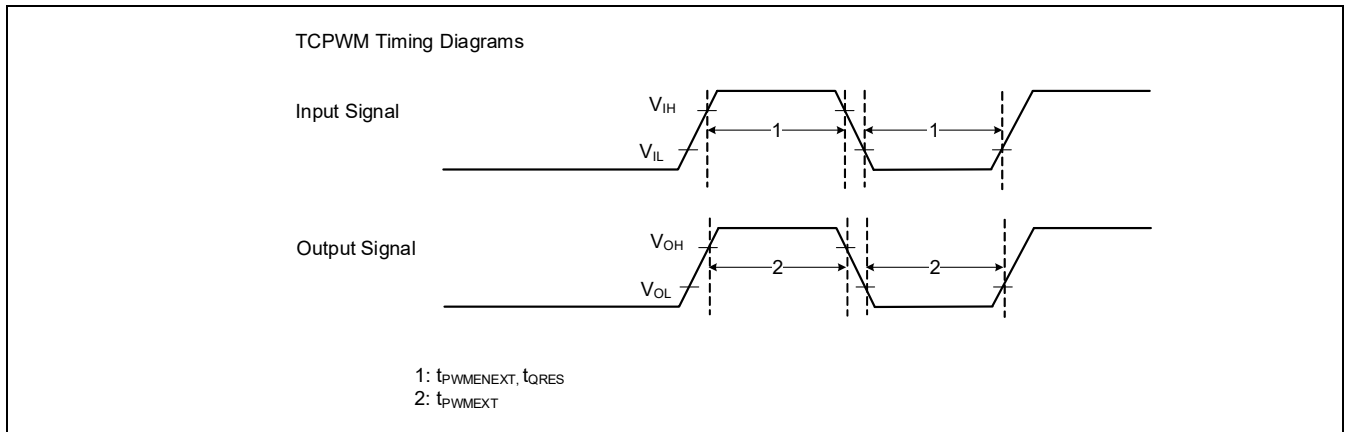 TCPWM Timing Diagrams
Input Signal
VIH
VIL
1
1
Output Signal
VOH
VOL
2
2
1: tPWMENEXT, tQRES
2: tPWMEXT